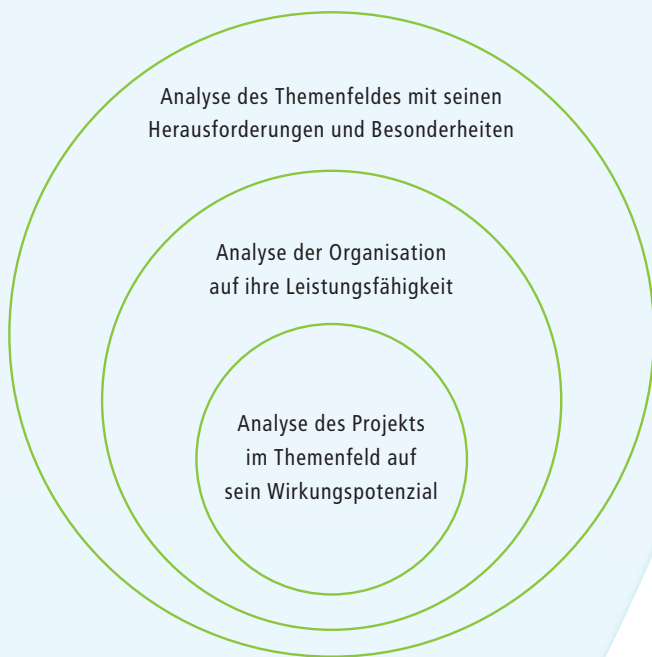 Analyse des Themenfeldes mit seinen
Herausforderungen und Besonderheiten
Analyse der Organisation
auf ihre Leistungsfähigkeit
Analyse des Projekts
im Themenfeld auf
sein Wirkungspotenzial